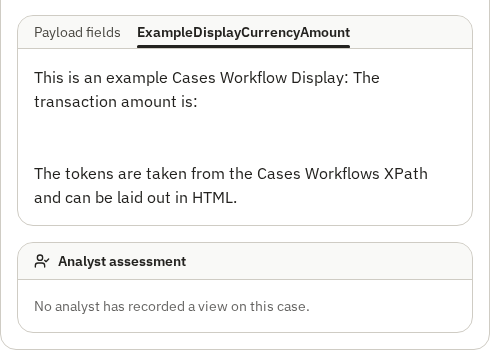 Payload fields ExampleDisplayCurrencyAmount
This is an example Cases Workflow Display: The
transaction amount is:
The tokens are taken from the Cases Workflows XPath
and can be laid out in HTML.
Analyst assessment
No analyst has recorded a view on this case.